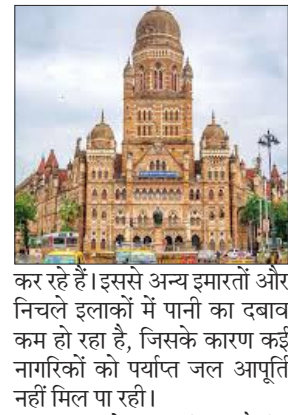 कर रहे हैं। इससे अन्य इमारतों और
निचले इलाकों में पानी का दबाव
कम हो रहा है, जिसके कारण कई
नागरिकों को पर्याप्त जल आपूर्ति
नहीं मिल पा रही।